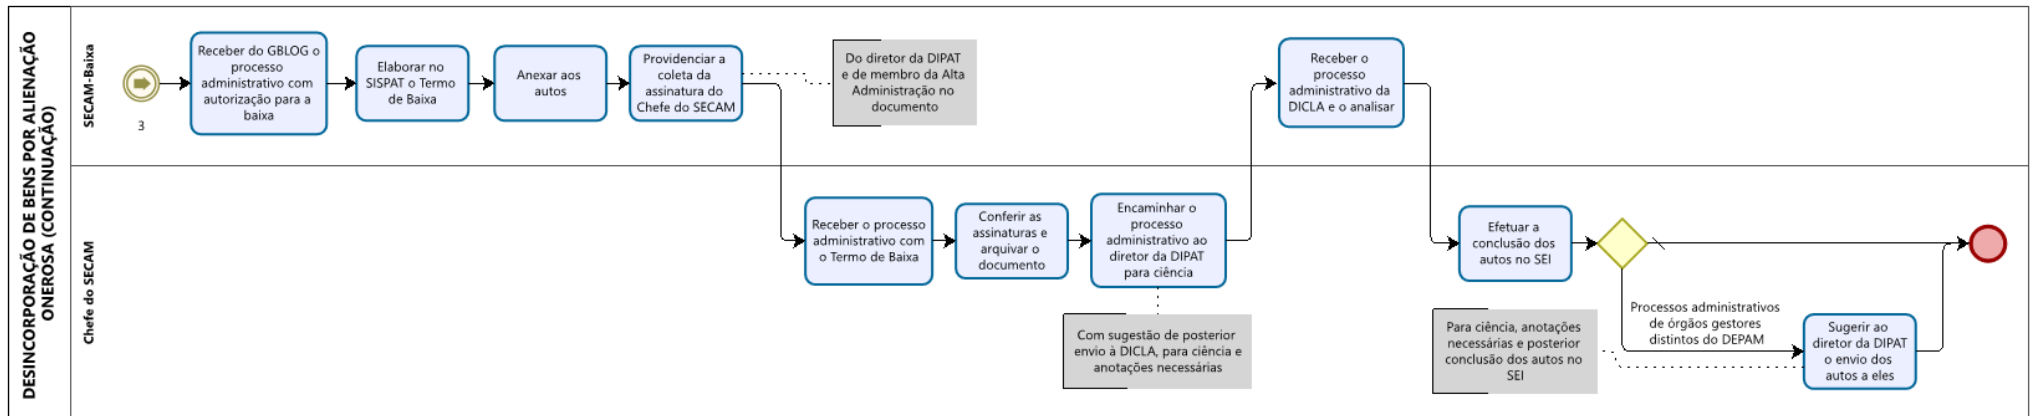 DESINCORPORAÇÃO DE BENS POR ALIENAÇÃO
ONEROSA (CONTINUAÇÃO)
SECAM-Baixa
3
Receber do GBLOG o
processo
administrativo com
autorização para a
baixa
Elaborar no
SISPAT o Termo
de Baixa
Anexar aos
autos
Providenciar a
coleta da
assinatura do
Chefe do SECAM
Do diretor da DIPAT
e de membro da Alta
Administração no
documento
Receber o
processo
administrativo da
DICLA e o analisar
Chefe do SECAM
Receber o processo
administrativo com
o Termo de Baixa
Conferir as
assinaturas e
arquivar o
documento
Encaminhar o
processo
administrativo ao
diretor da DIPAT
para ciência
Com sugestão de posterior
envio à DICLA, para ciência e
anotações necessárias
Efetuar a
conclusão dos
autos no SEI
Para ciência, anotações
necessárias e posterior
conclusão dos autos no
SEI
Processos administrativos
de órgãos gestores
distintos do DEPAM
Sugerir ao
diretor da DIPAT
o envio dos
autos a eles